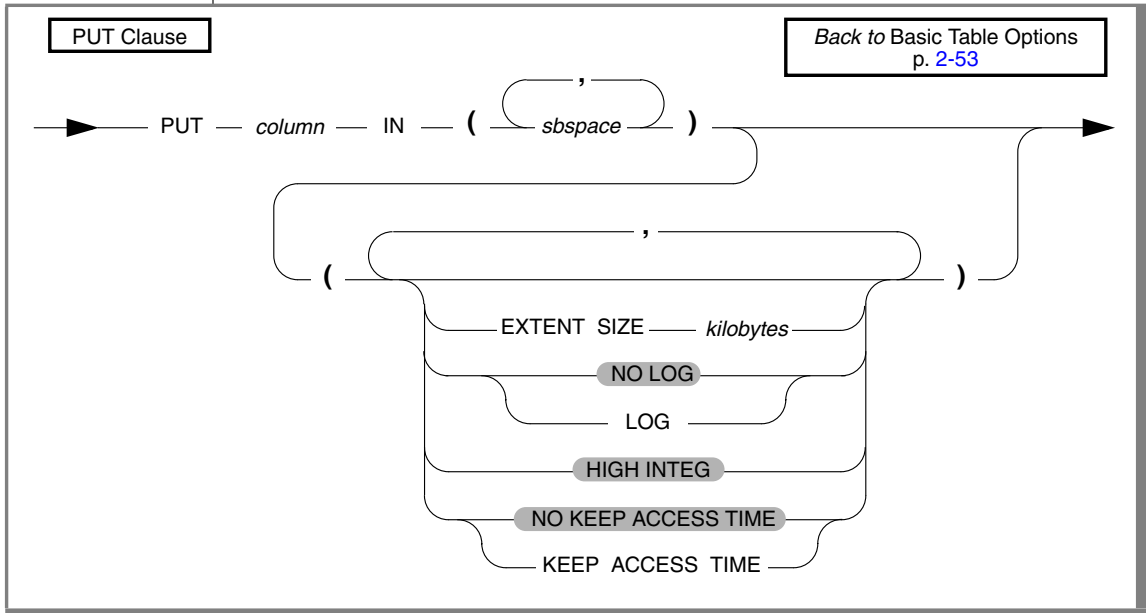 PUT Clause
Back to Basic Table Options
p. 2-53
,
PUT column IN ( sbspace )
,
( )
EXTENT SIZE kilobytes
NO LOG
LOG
HIGH INTEG
NO KEEP ACCESS TIME
KEEP ACCESS TIME